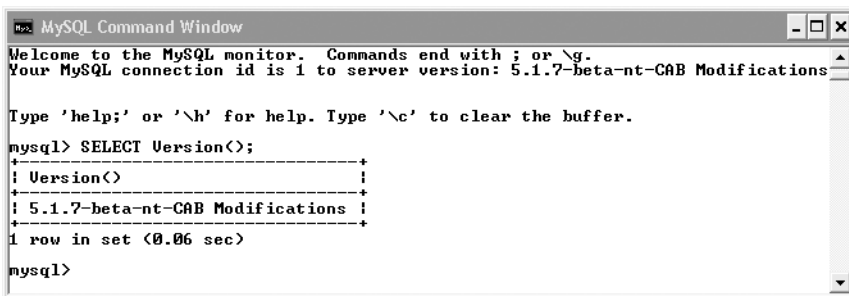 MySQL Command Window
Welcome to the MySQL monitor.  Commands end with ; or \g.
Your MySQL connection id is 1 to server version: 5.1.7-beta-nt-CAB Modifications
Type 'help;' or '\h' for help. Type '\c' to clear the buffer.
mysql> SELECT Version();
+---------------------------------+
| Version()                       |
+---------------------------------+
| 5.1.7-beta-nt-CAB Modifications |
+---------------------------------+
1 row in set (0.06 sec)
mysql>